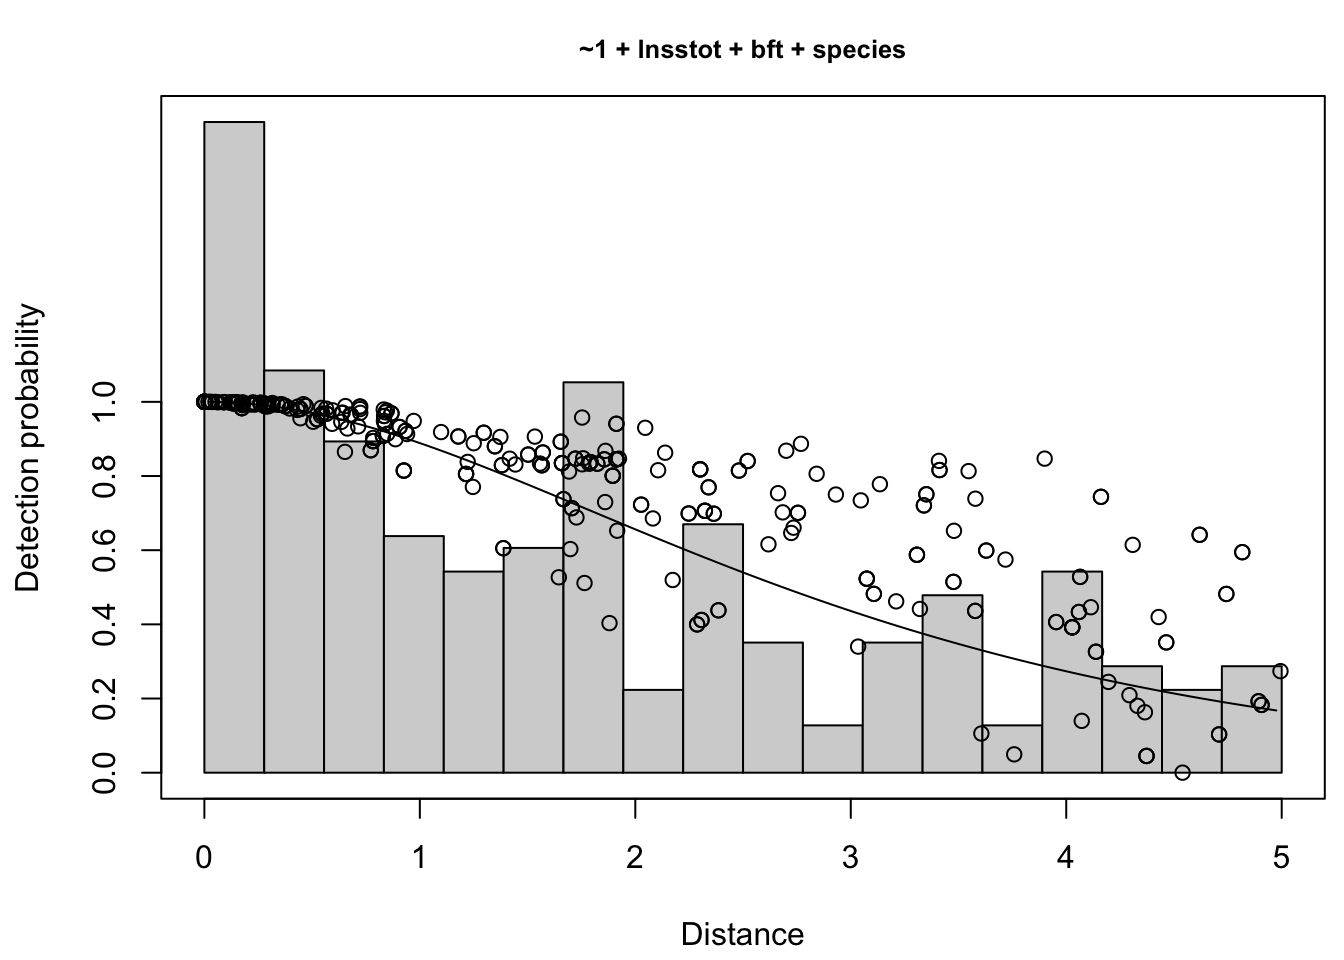 ~1 + lnsstot + bft + species
Detection probability
1.0
0.8
0.6
0.4
0.2
0.0
0 1 2 3 4 5
Distance